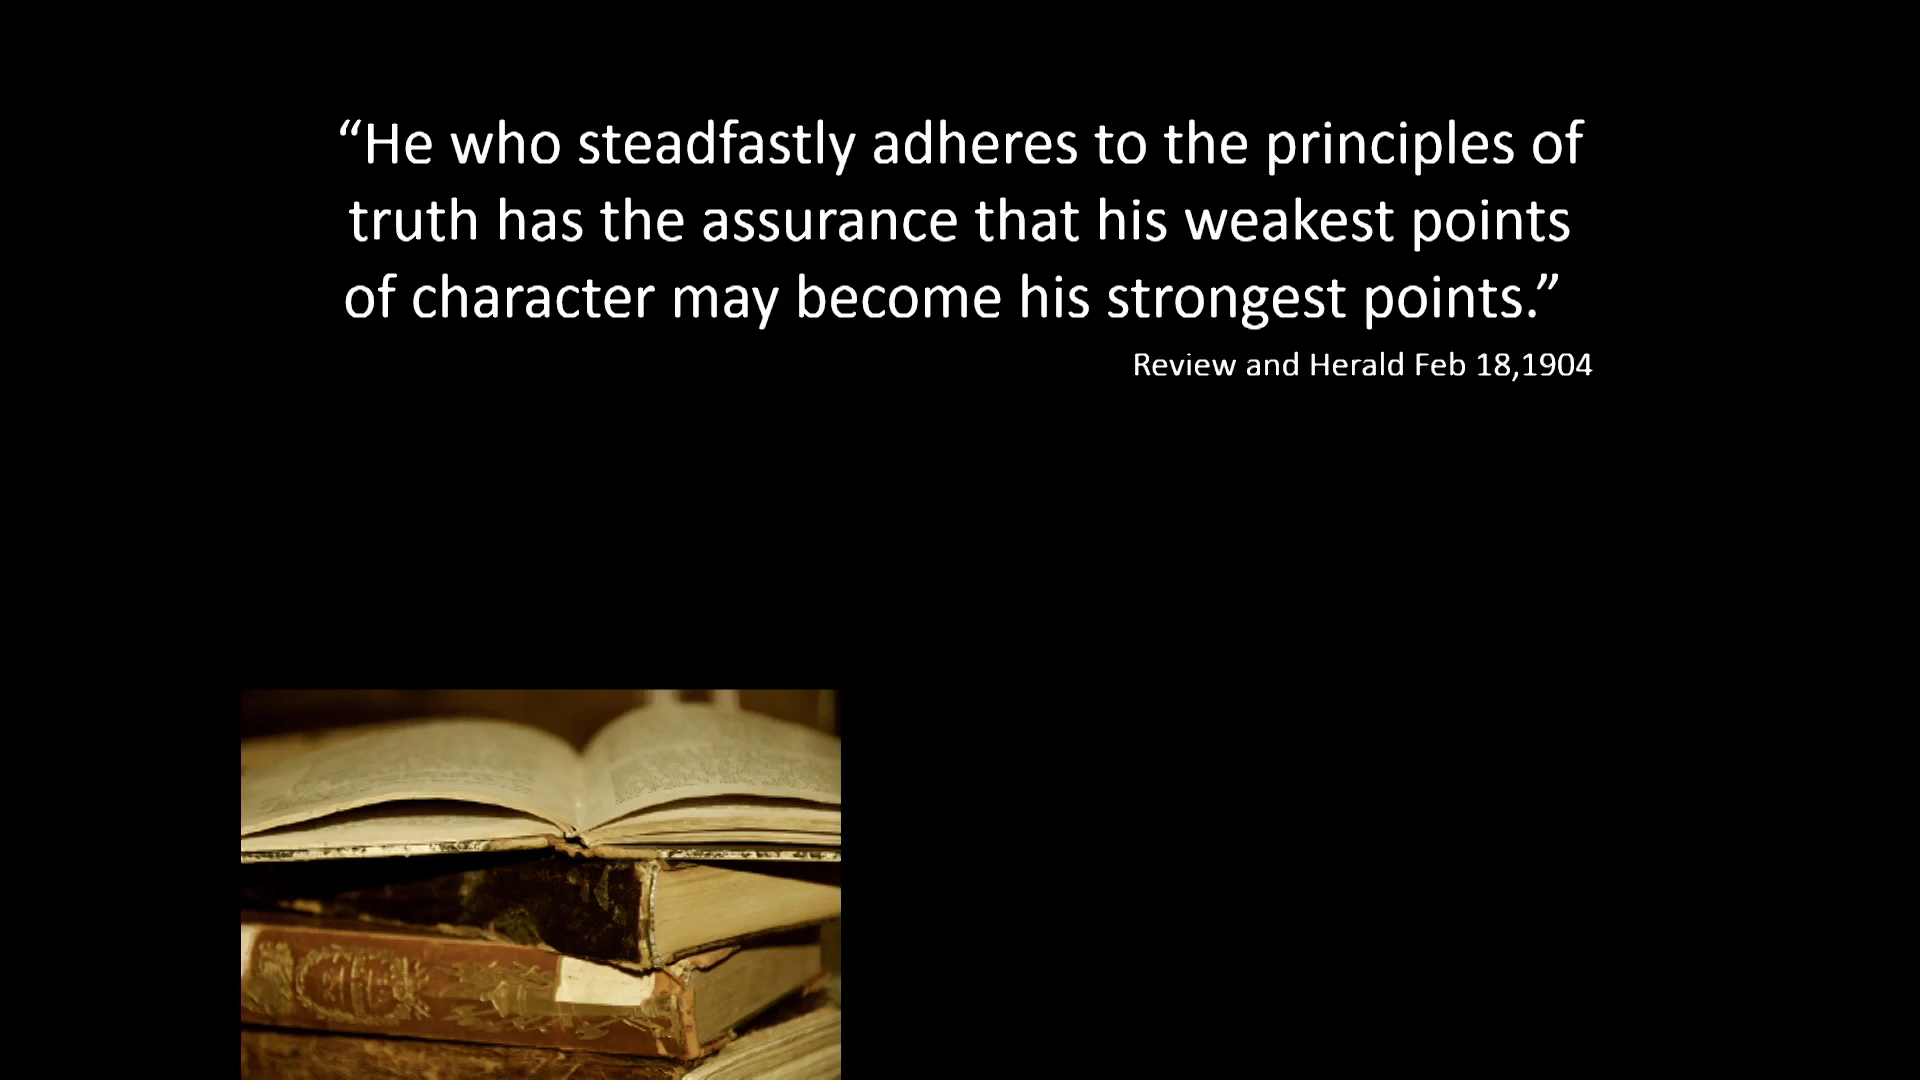 “He who steadfastly adheres to the principles of
truth has the assurance that his weakest points
of character may become his strongest points.”
Review and Herald Feb 18,1904